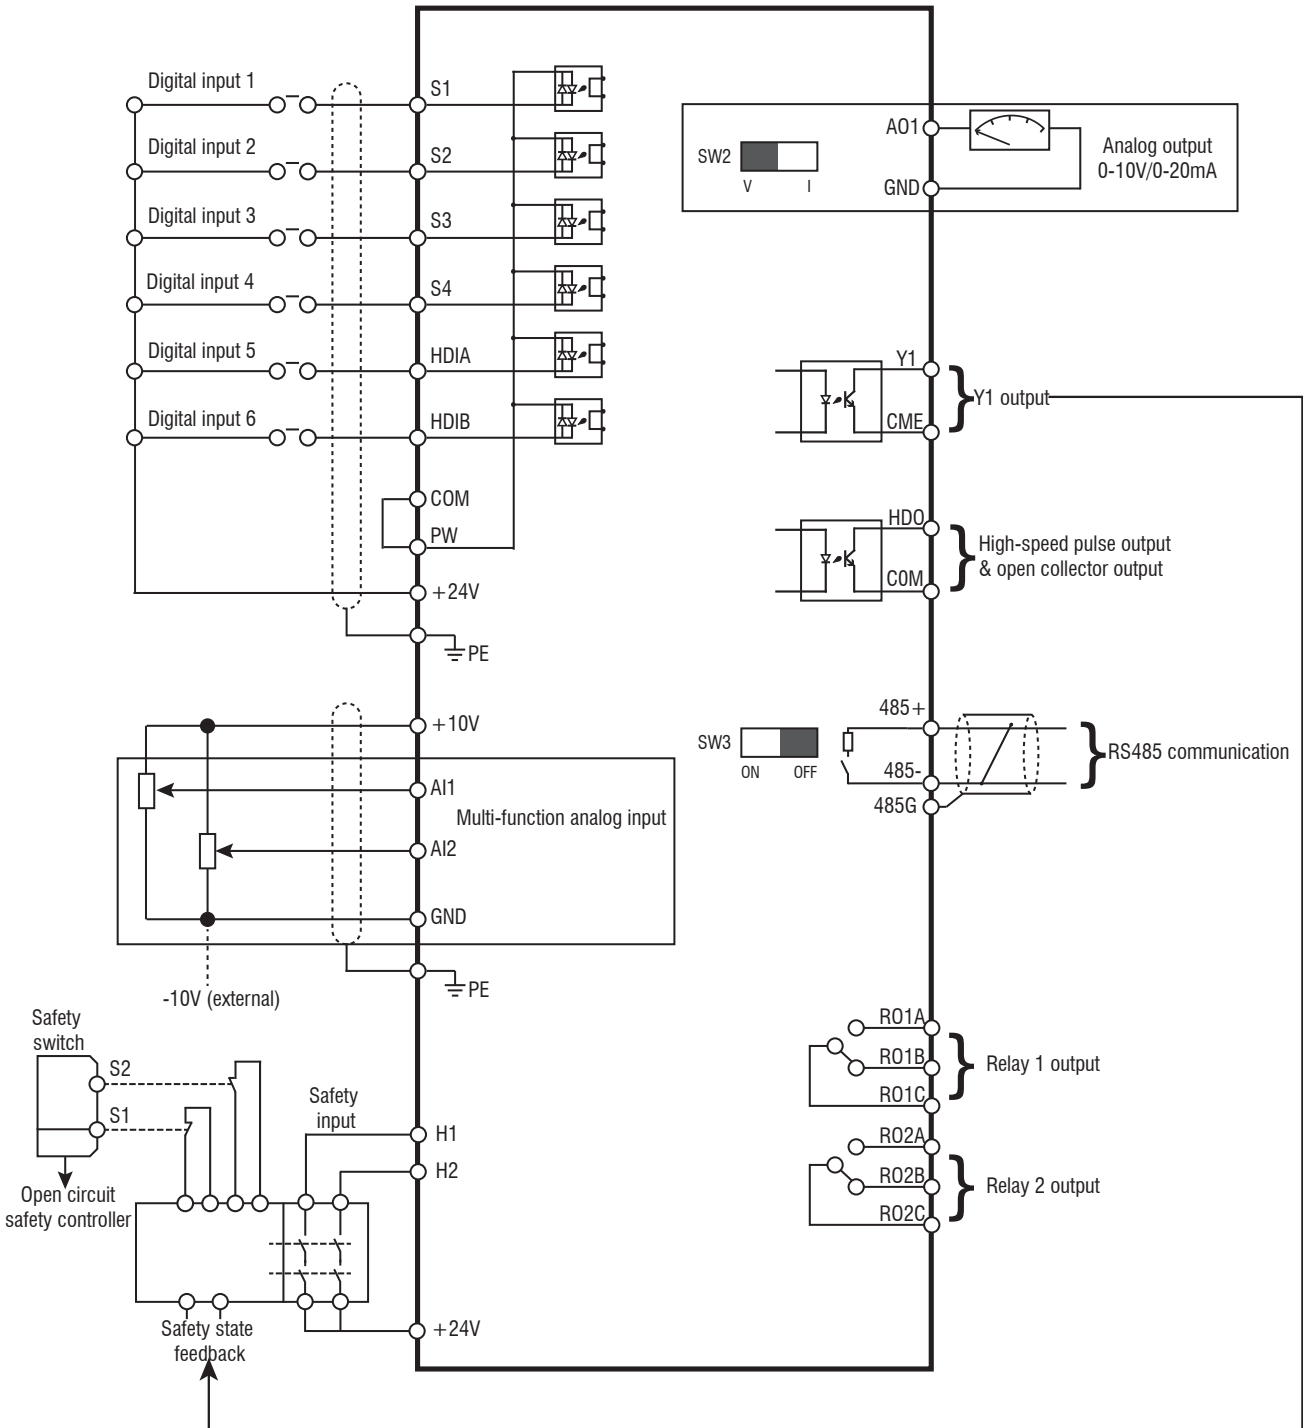 Digital input 1
S1
Digital input 2
S2
Digital input 3
S3
Digital input 4
S4
Digital input 5
HDIA
Digital input 6
HDIB
COM
PW
+24V
PE
+10V
AI1
Multi-function analog input
AI2
GND
PE
-10V (external)
Safety
switch
S2
S1
Open circuit
safety controller
Safety
input
H1
H2
+24V
Safety state
feedback
AO1
SW2
V
I
GND
Analog output
0-10V/0-20mA
Y1
CME
Y1 output
HDO
COM
High-speed pulse output
& open collector output
485+
SW3
ON
OFF
485-
485G
RS485 communication
RO1A
RO1B
RO1C
Relay 1 output
RO2A
RO2B
RO2C
Relay 2 output